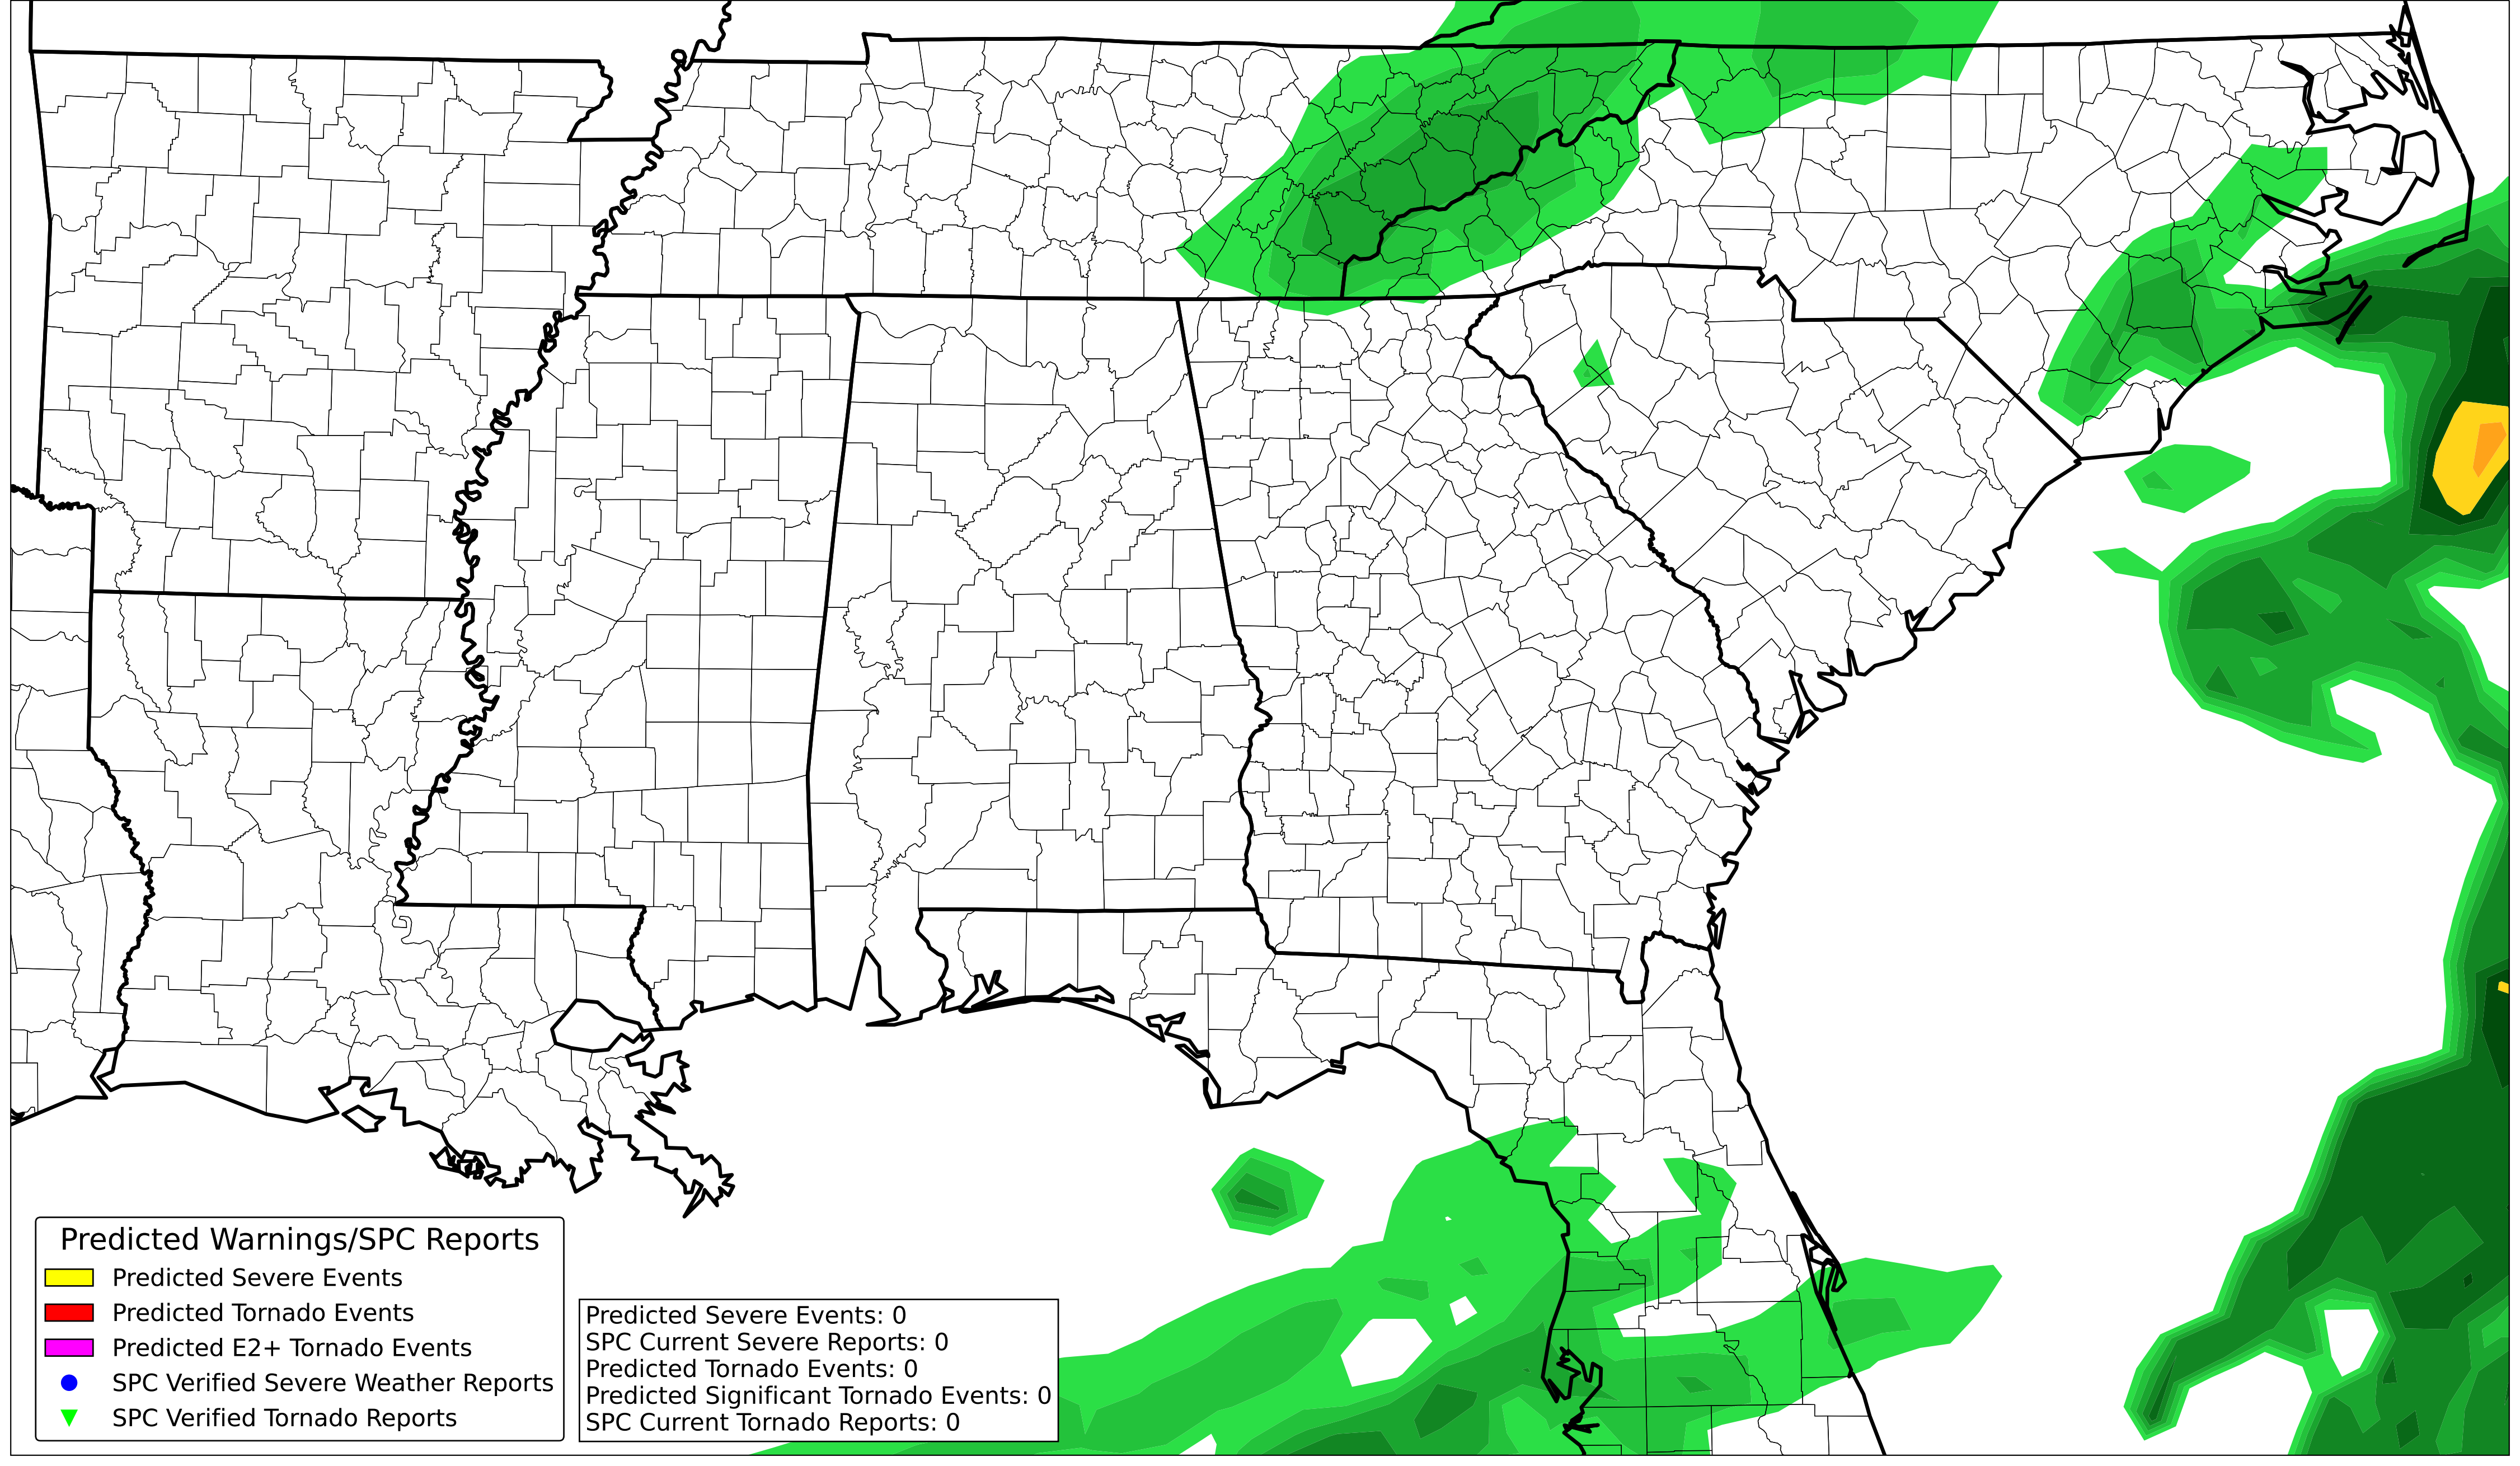 Predicted Warnings/SPC Reports
Predicted Severe Events
Predicted Tornado Events
Predicted E2+ Tornado Events
SPC Verified Severe Weather Reports
SPC Verified Tornado Reports
Predicted Severe Events: 0
SPC Current Severe Reports: 0
Predicted Tornado Events: 0
Predicted Significant Tornado Events: 0
SPC Current Tornado Reports: 0